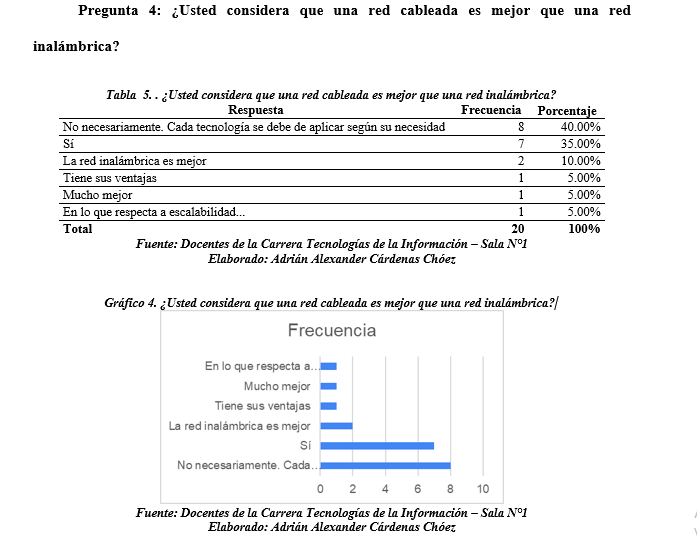 Pregunta 4: ¿Usted considera que una red cableada es mejor que una red
inalámbrica?
Tabla 5. . ¿Usted considera que una red cableada es mejor que una red inalámbrica?
Respuesta Frecuencia Porcentaje
No necesariamente. Cada tecnología se debe de aplicar según su necesidad 8 40.00%
Sí 7 35.00%
La red inalámbrica es mejor 2 10.00%
Tiene sus ventajas 1 5.00%
Mucho mejor 1 5.00%
En lo que respecta a escalabilidad... 1 5.00%
Total 20 100%
Fuente: Docentes de la Carrera Tecnologías de la Información – Sala N°1
Elaborado: Adrián Alexander Cárdenas Chóez
Gráfico 4. ¿Usted considera que una red cableada es mejor que una red inalámbrica?
Frecuencia
En lo que respecta a...
Mucho mejor
Tiene sus ventajas
La red inalámbrica es mejor
Sí
No necesariamente. Cada...
0 2 4 6 8 10
Fuente: Docentes de la Carrera Tecnologías de la Información – Sala N°1
Elaborado: Adrián Alexander Cárdenas Chóez